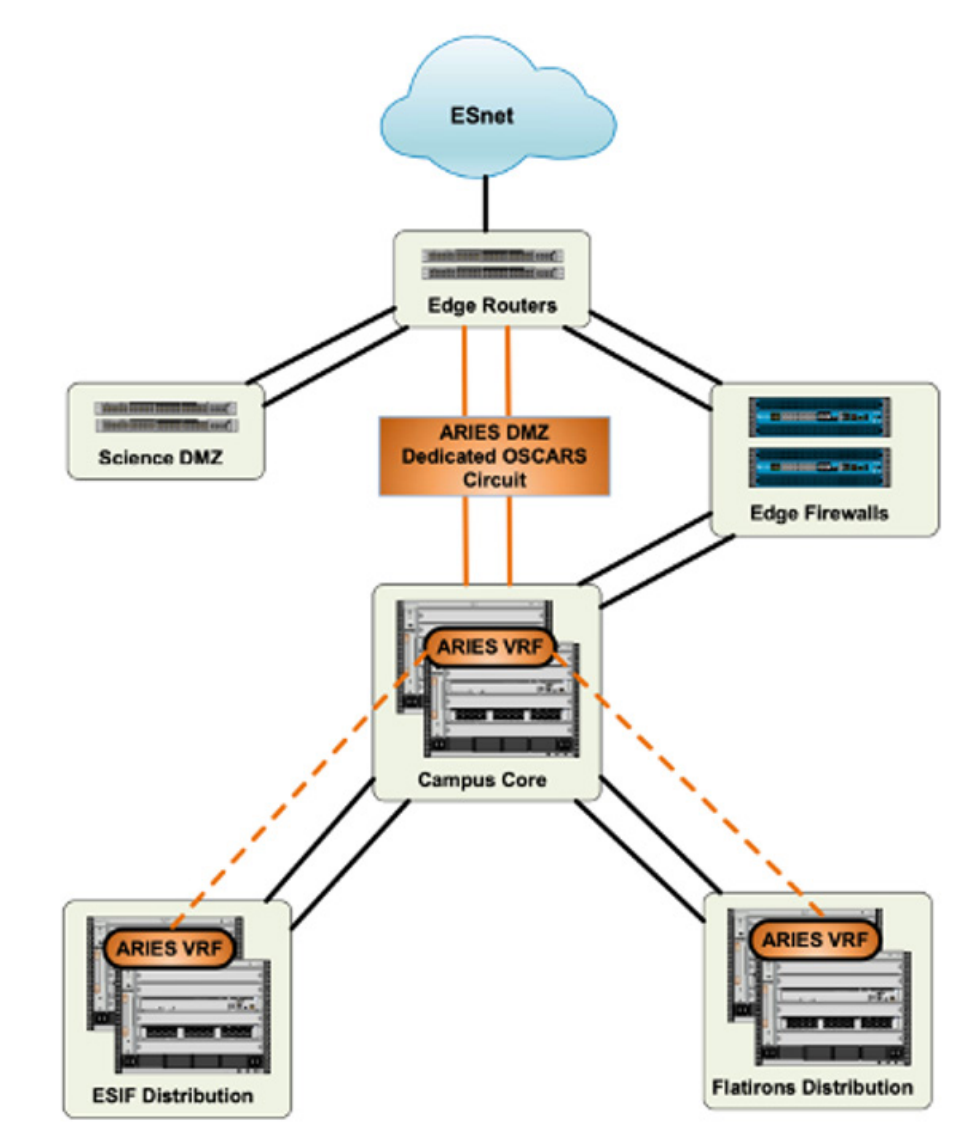 ESnet
Edge Routers
Science DMZ
ARIES DMZ
Dedicated OSCARS
Circuit
Edge Firewalls
ARIES VRF
Campus Core
ARIES VRF
ESIF Distribution
ARIES VRF
Flatirons Distribution